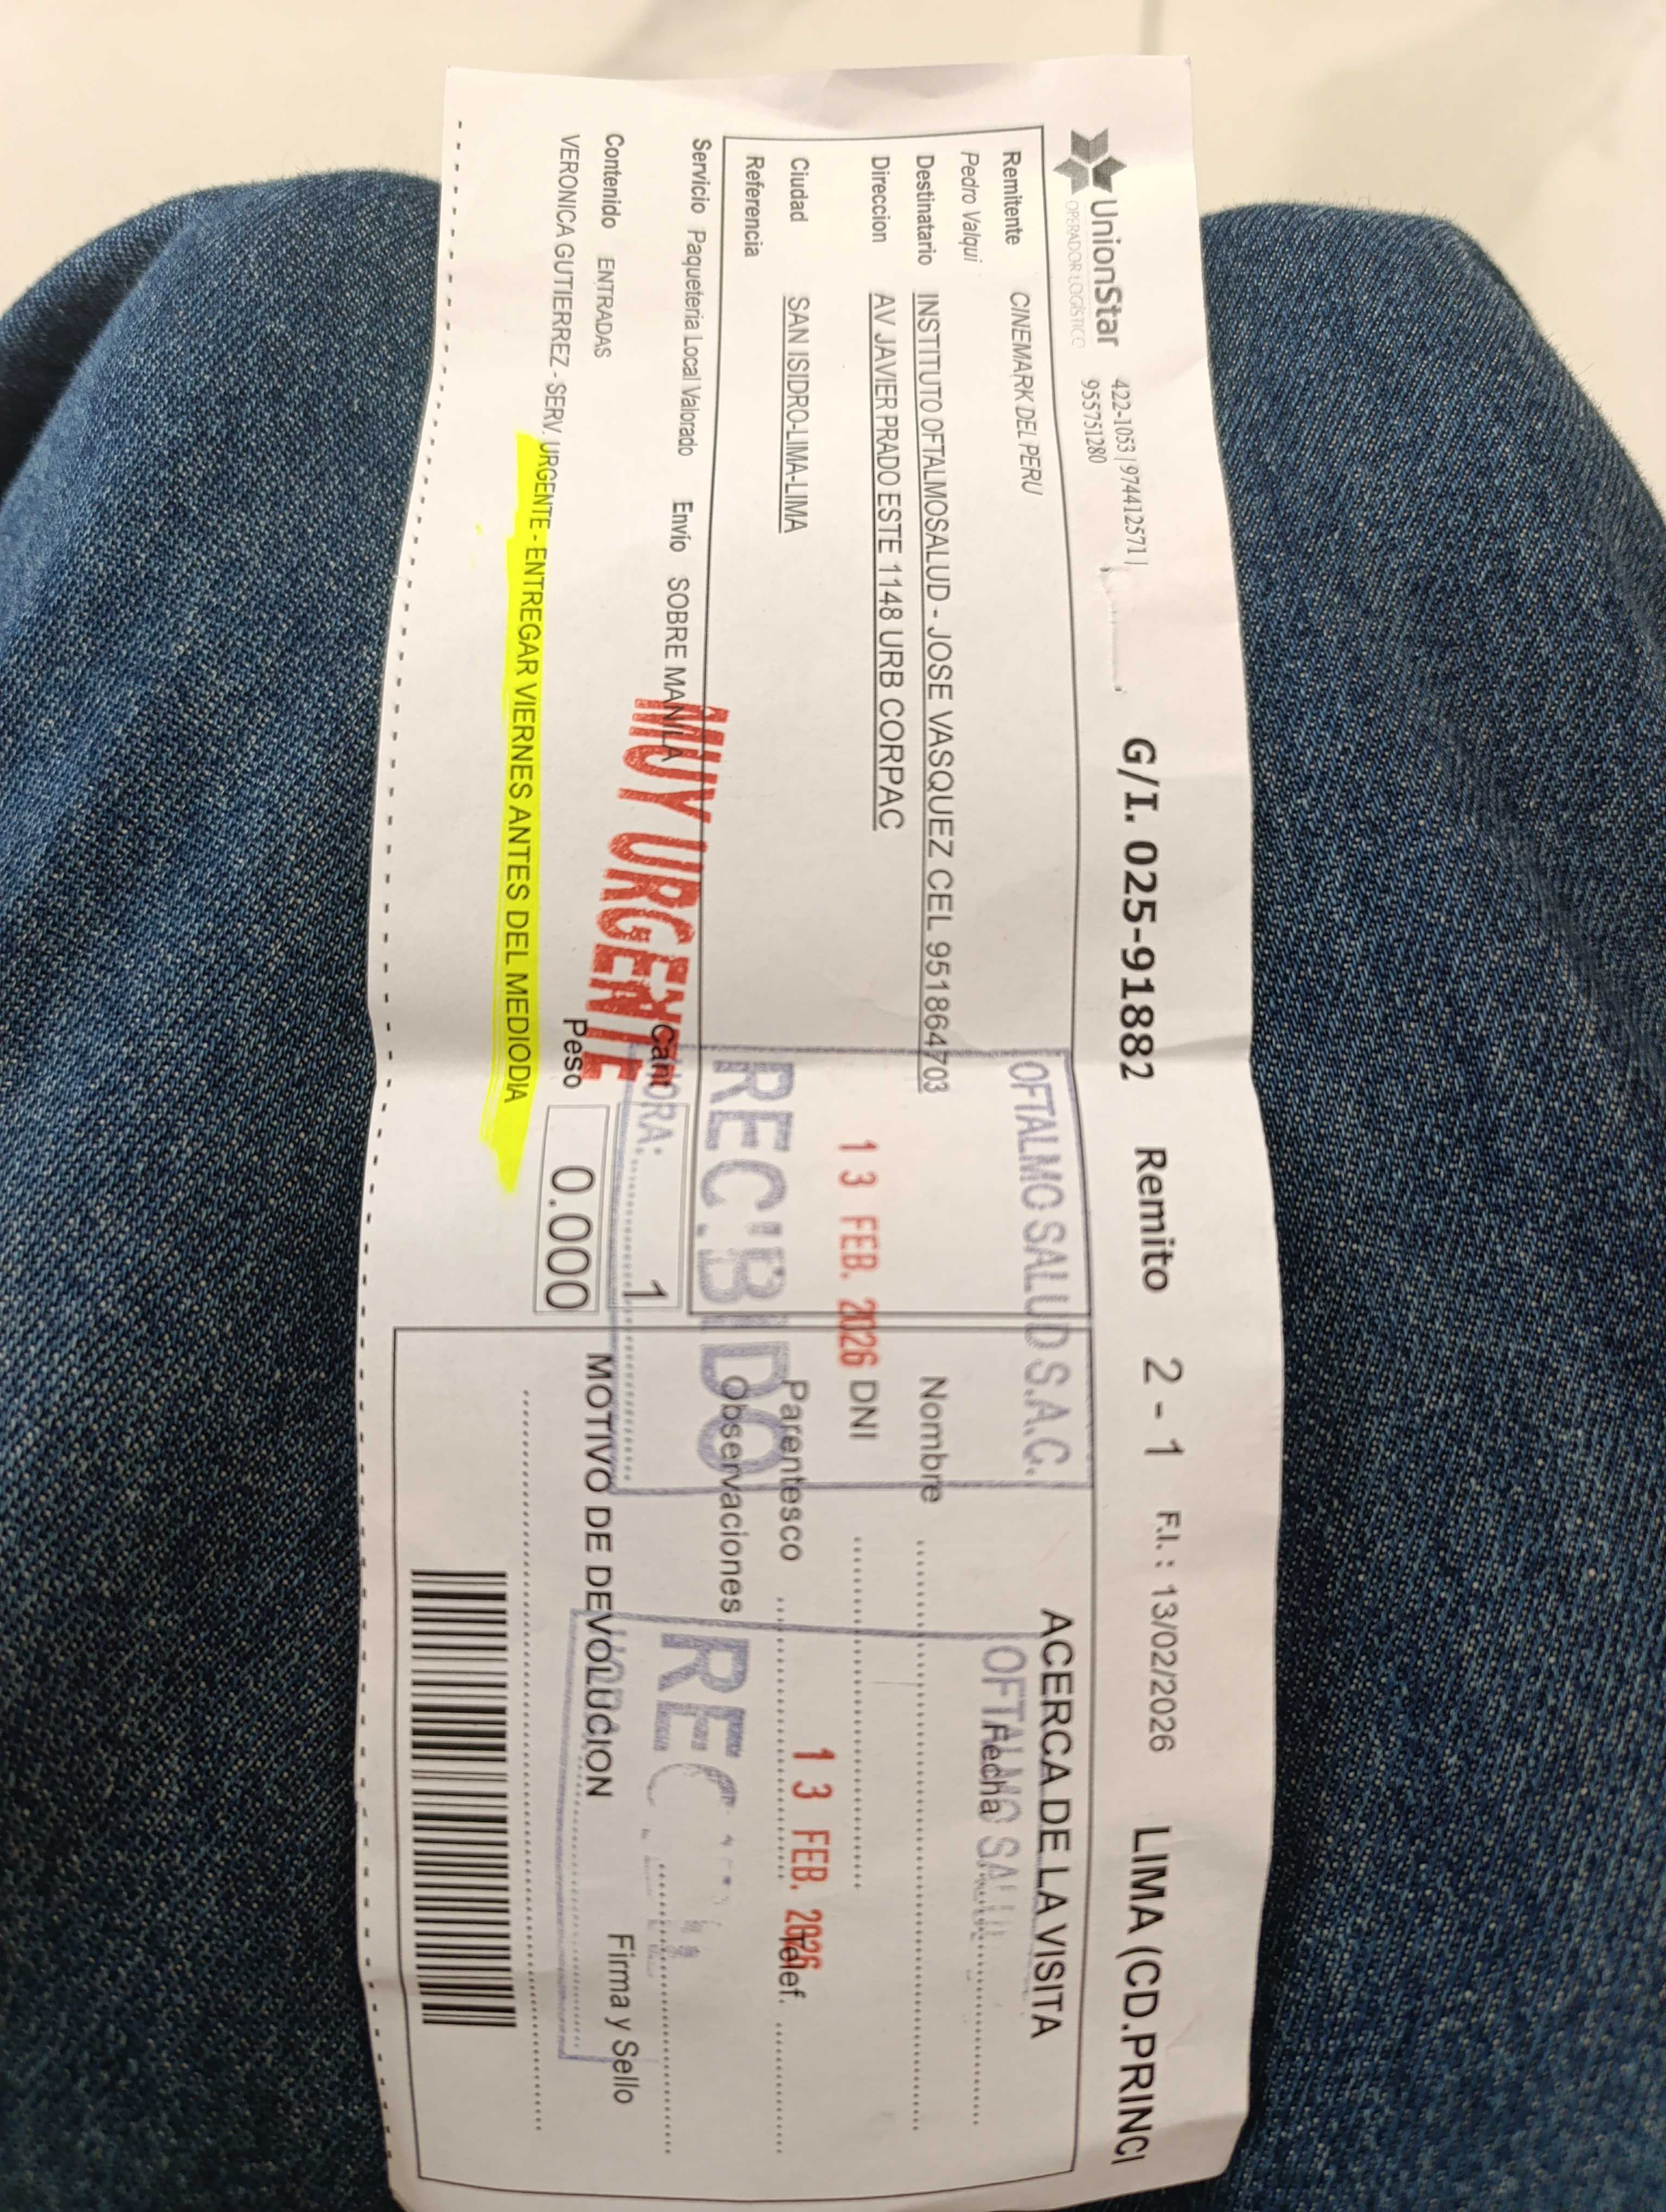 UnionStar
OPERADOR LOGÍSTICO
422-1053 | 974412571 |
955751280
G/I. 025-91882 Remito 2 - 1 F.I. : 13/02/2026 LIMA (CD.PRINCI
Remitente CINEMARK DEL PERU
Pedro Valqui
Destinatario INSTITUTO OFTALMOSALUD - JOSE VASQUEZ CEL 951864703
Direccion AV JAVIER PRADO ESTE 1148 URB CORPAC
Ciudad SAN ISIDRO-LIMA-LIMA
Referencia
Servicio Paqueteria Local Valorado Envío SOBRE MANILA Cant 1
Contenido ENTRADAS Peso 0.000
VERONICA GUTIERREZ - SERV. URGENTE - ENTREGAR VIERNES ANTES DEL MEDIODIA
MUY URGENTE
OFTALMO SALUD S.A.C.
13 FEB. 2026
RECIBIDO
HORA:
ACERCA DE LA VISITA
Fecha
Nombre
DNI
Parentesco Telef.
Observaciones
MOTIVO DE DEVOLUCION Firma y Sello
OFTALMO SALU
13 FEB. 2026
REC